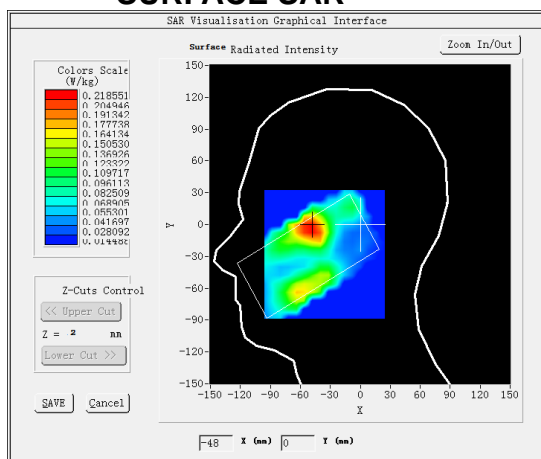 SURFACE SAR
SAR Visualisation Graphical Interface
Surface Radiated Intensity
Zoom In/Out
Colors Scale
(W/kg)
0.218551
0.204946
0.191342
0.177738
0.164134
0.150530
0.136926
0.123322
0.109717
0.096113
0.082509
0.068905
0.055301
0.041697
0.028092
0.014488
Z-Cuts Control
<< Upper Cut
Z = 2 mm
Lower Cut >>
SAVE Cancel
Y
150
120
90
60
30
0
-30
-60
-90
-120
-150
-150 -120 -90 -60 -30 0 30 60 90 120 150
X
-48 X (mm) 0 Y (mm)